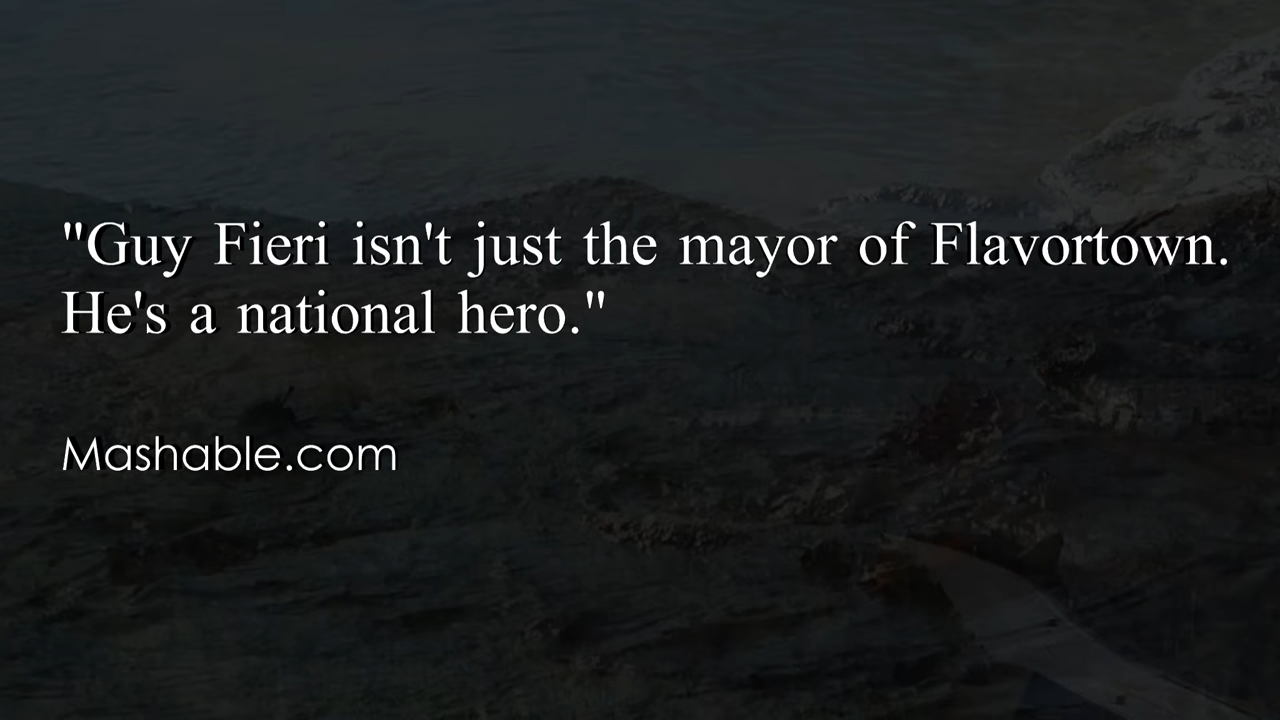 "Guy Fieri isn't just the mayor of Flavortown.
He's a national hero."
Mashable.com